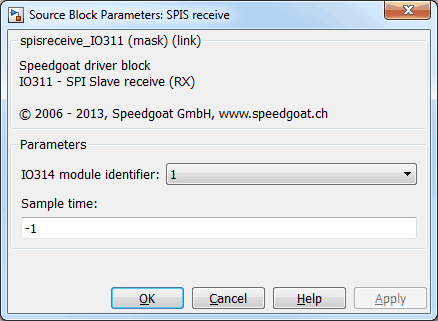 Source Block Parameters: SPIS receive
spisreceive_IO311 (mask) (link)
Speedgoat driver block
IO311 - SPI Slave receive (RX)
© 2006 - 2013, Speedgoat GmbH, www.speedgoat.ch
Parameters
IO314 module identifier: 1
Sample time:
-1
OK Cancel Help Apply